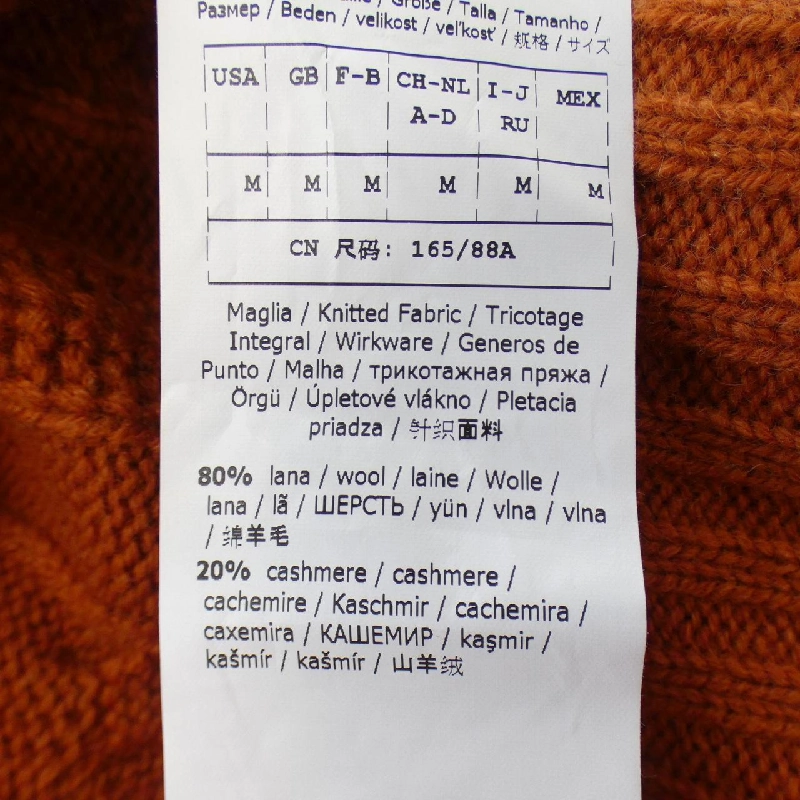 / Größe / Talla / Tamanho /
Размер / Beden / velikost / veľkosť / 规格 / サイズ
USA GB F-B CH-NL A-D I-J RU MEX
M M M M M M
CN 尺码: 165/88A
Maglia / Knitted Fabric / Tricotage
Integral / Wirkware / Generos de
Punto / Malha / трикотажная пряжа /
Örgü / Úpletové vlákno / Pletacia
priadza / 针织面料
80% lana / wool / laine / Wolle /
lana / lã / ШЕРСТЬ / yün / vlna / vlna
/ 绵羊毛
20% cashmere / cashmere /
cachemire / Kaschmir / cachemira /
caxemira / КАШЕМИР / kaşmir /
kašmír / kašmír / 山羊绒